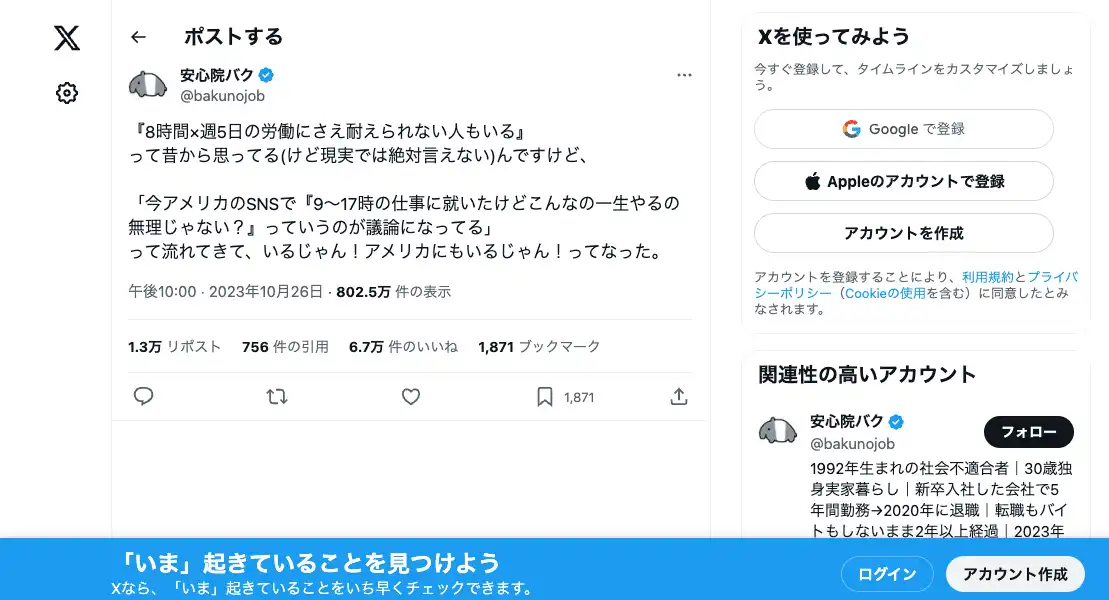 ポストする
安心院バク
@bakunojob
『8時間×週5日の労働にさえ耐えられない人もいる』
って昔から思ってる(けど現実では絶対言えない)んですけど、
「今アメリカのSNSで『9〜17時の仕事に就いたけどこんなの一生やるの
無理じゃない？』っていうのが議論になってる」
って流れてきて、いるじゃん！アメリカにもいるじゃん！ってなった。
午後10:00 · 2023年10月26日 · 802.5万 件の表示
1.3万 リポスト 756 件の引用 6.7万 件のいいね 1,871 ブックマーク
1,871
Xを使ってみよう
今すぐ登録して、タイムラインをカスタマイズしましょ
う。
Google で登録
Appleのアカウントで登録
アカウントを作成
アカウントを登録することにより、利用規約とプライバ
シーポリシー（Cookieの使用を含む）に同意したとみ
なされます。
関連性の高いアカウント
安心院バク
@bakunojob
フォロー
1992年生まれの社会不適合者｜30歳独
身実家暮らし｜新卒入社した会社で5
年間勤務→2020年に退職｜転職もバイ
トもしないまま2年以上経過｜2023年
「いま」起きていることを見つけよう
Xなら、「いま」起きていることをいち早くチェックできます。
ログイン
アカウント作成